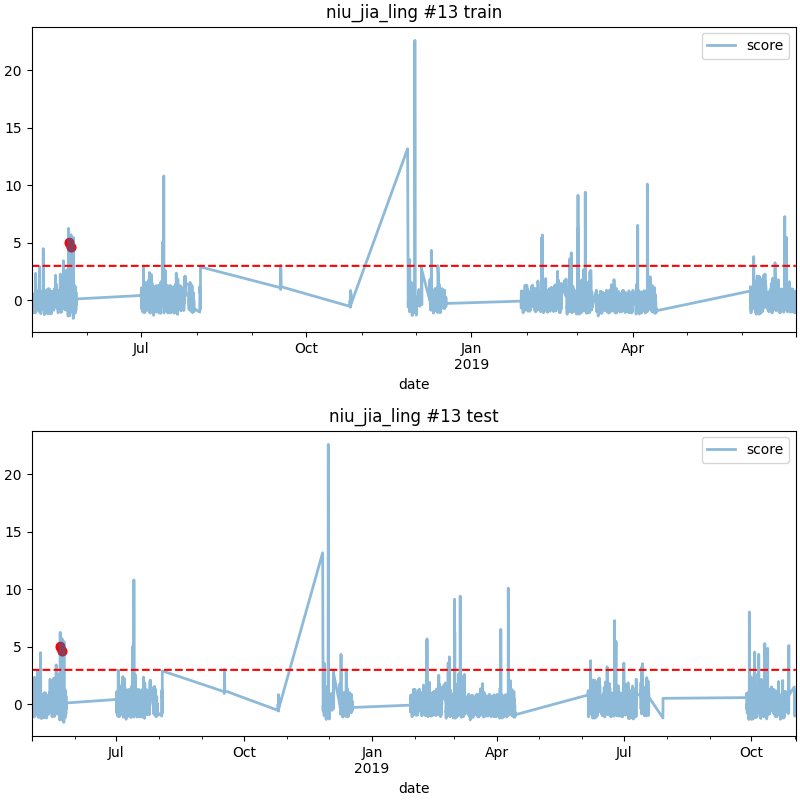 niu_jia_ling #13 train
score
20
15
10
5
0
Jul
Oct
Jan
2019
Apr
date
niu_jia_ling #13 test
score
20
15
10
5
0
Jul
Oct
Jan
2019
Apr
Jul
Oct
date